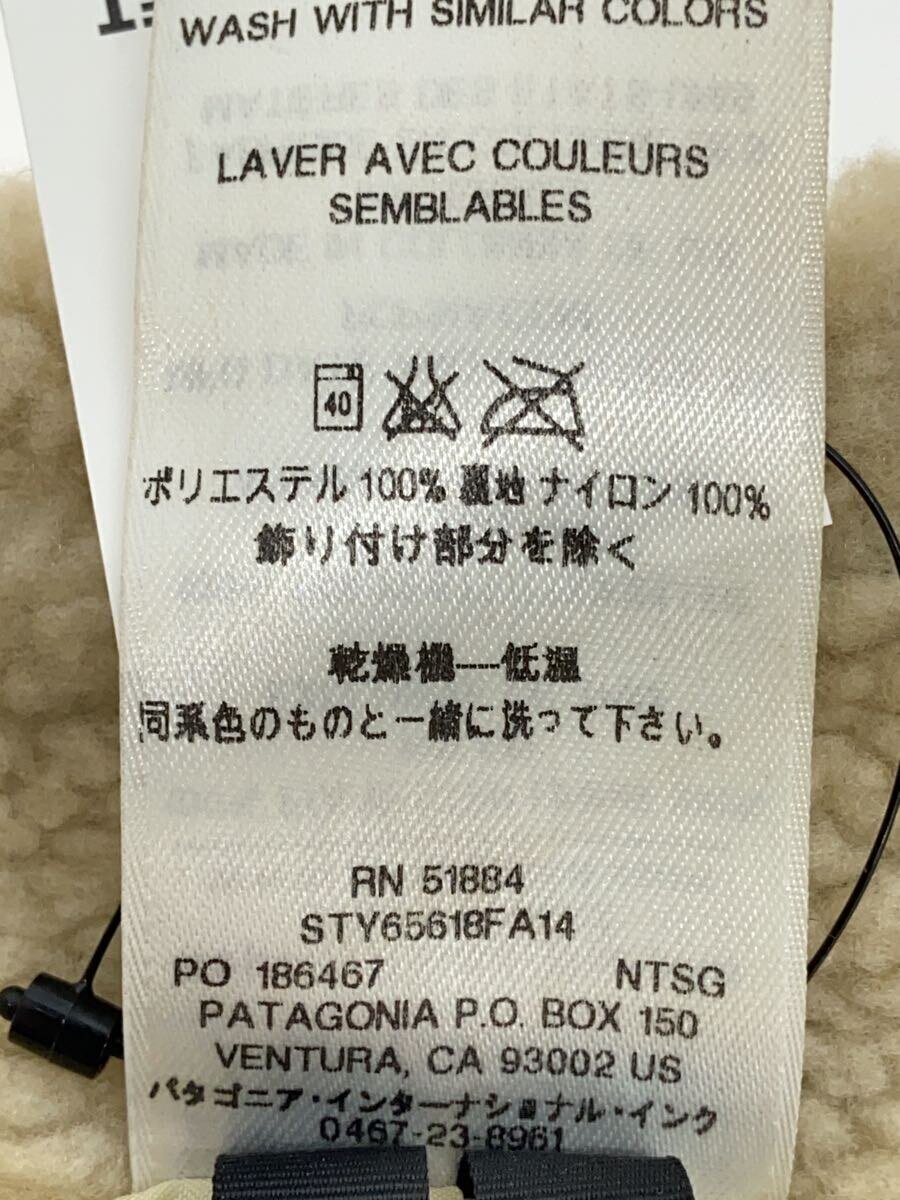 WASH WITH SIMILAR COLORS
LAVER AVEC COULEURS
SEMBLABLES
40
ポリエステル 100% 裏地 ナイロン 100%
飾り付け部分を除く
乾燥機—低温
同系色のものと一緒に洗って下さい。
RN 51884
STY65618FA14
PO 186467 NTSG
PATAGONIA P.O. BOX 150
VENTURA, CA 93002 US
パタゴニア・インターナショナル・インク
0467-23-8961